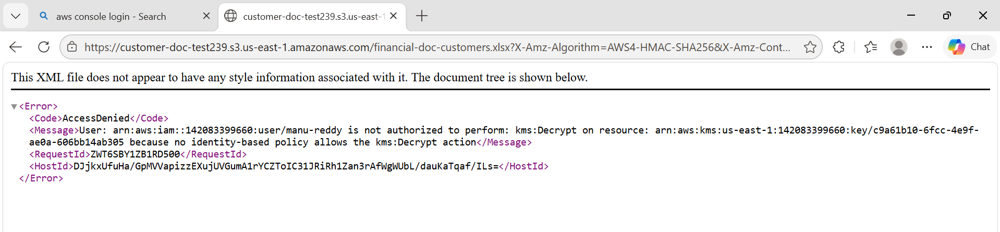 aws console login - Search
customer-doc-test239.s3.us-east-1
https://customer-doc-test239.s3.us-east-1.amazonaws.com/financial-doc-customers.xlsx?X-Amz-Algorithm=AWS4-HMAC-SHA256&X-Amz-Cont...
Chat
This XML file does not appear to have any style information associated with it. The document tree is shown below.
▼<Error>
<Code>AccessDenied</Code>
<Message>User: arn:aws:iam::142083399660:user/manu-reddy is not authorized to perform: kms:Decrypt on resource: arn:aws:kms:us-east-1:142083399660:key/c9a61b10-6fcc-4e9f-
ae0a-606bb14ab305 because no identity-based policy allows the kms:Decrypt action</Message>
<RequestId>ZWT6SBY1ZB1RD500</RequestId>
<HostId>DJjkxUfuHa/GpMVVapizzEXujUVGumA1rYCZToIC31JRiRh1Zan3rAfWgWUbL/dauKaTqaf/ILs=</HostId>
</Error>